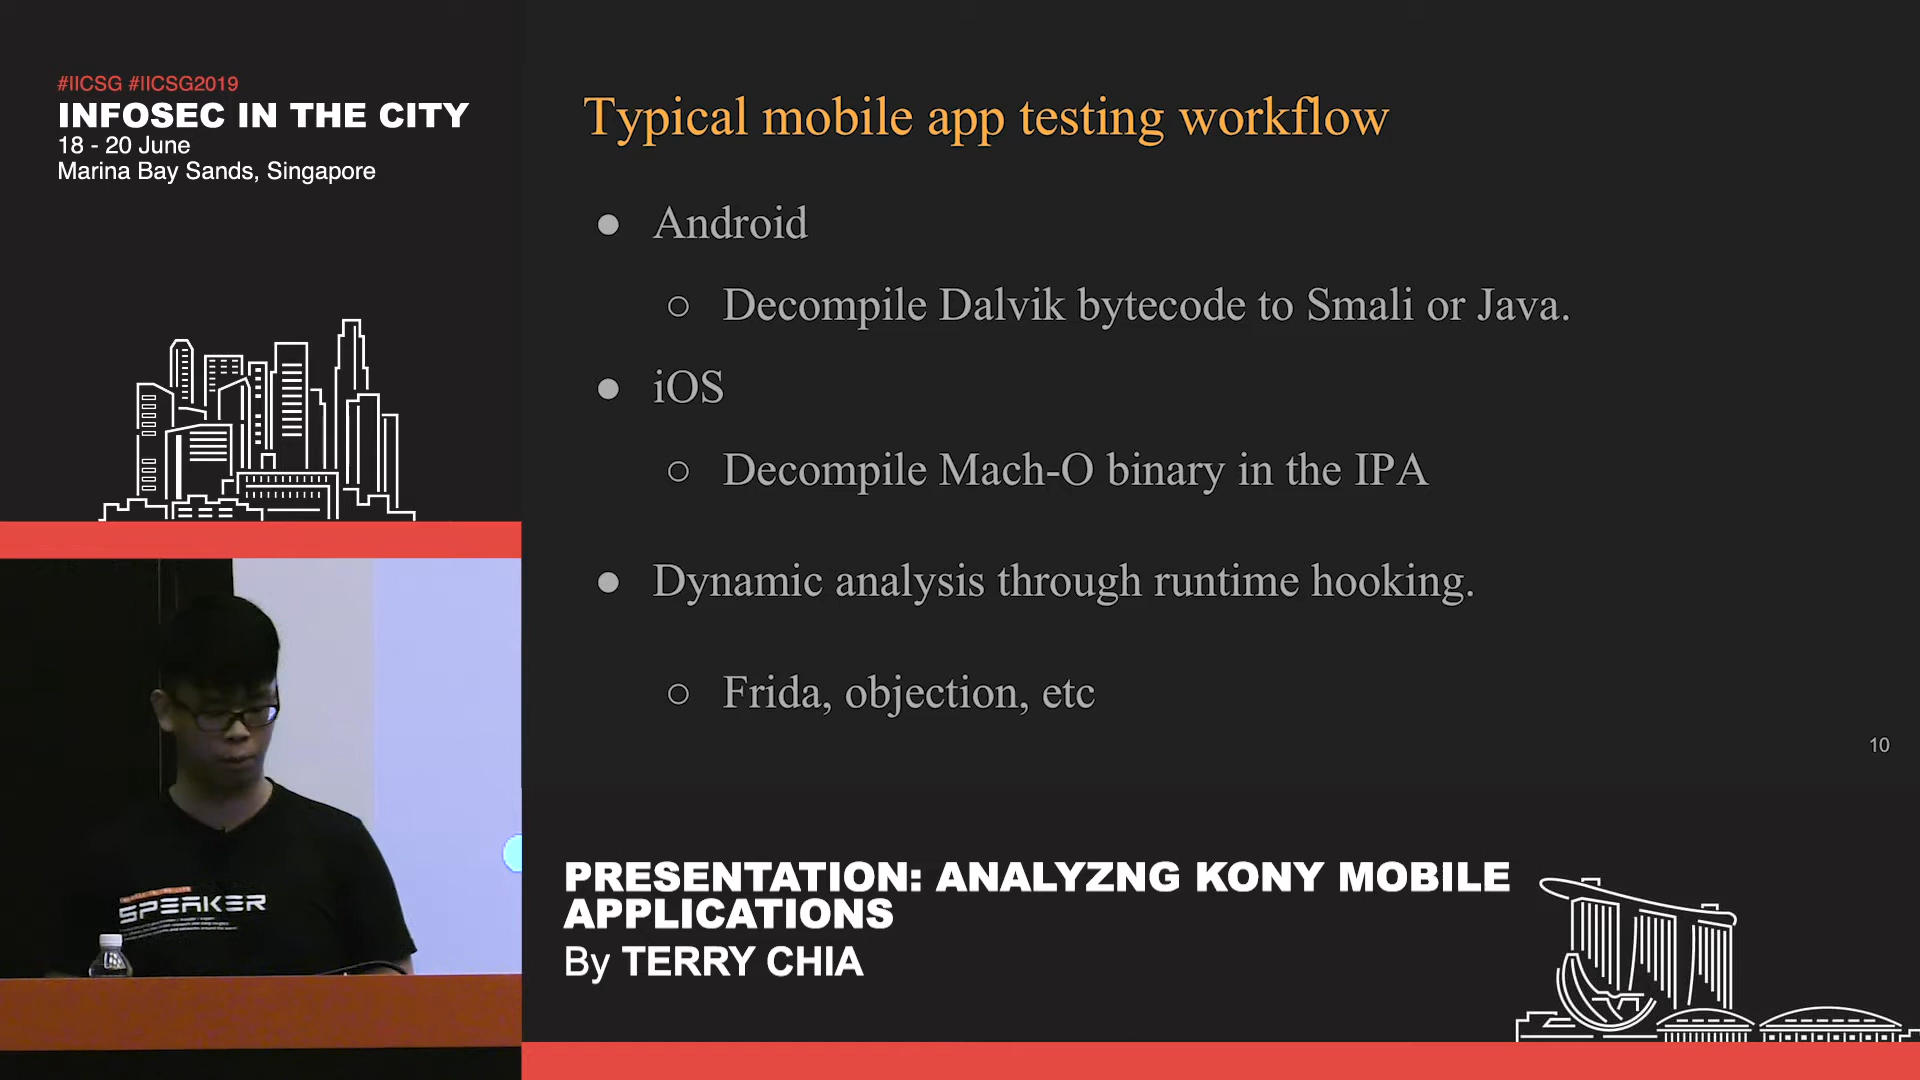 #IICSG #IICSG2019
INFOSEC IN THE CITY
18 - 20 June
Marina Bay Sands, Singapore
Typical mobile app testing workflow
● Android
○ Decompile Dalvik bytecode to Smali or Java.
● iOS
○ Decompile Mach-O binary in the IPA
● Dynamic analysis through runtime hooking.
○ Frida, objection, etc
10
SPEAKER
PRESENTATION: ANALYZNG KONY MOBILE
APPLICATIONS
By TERRY CHIA